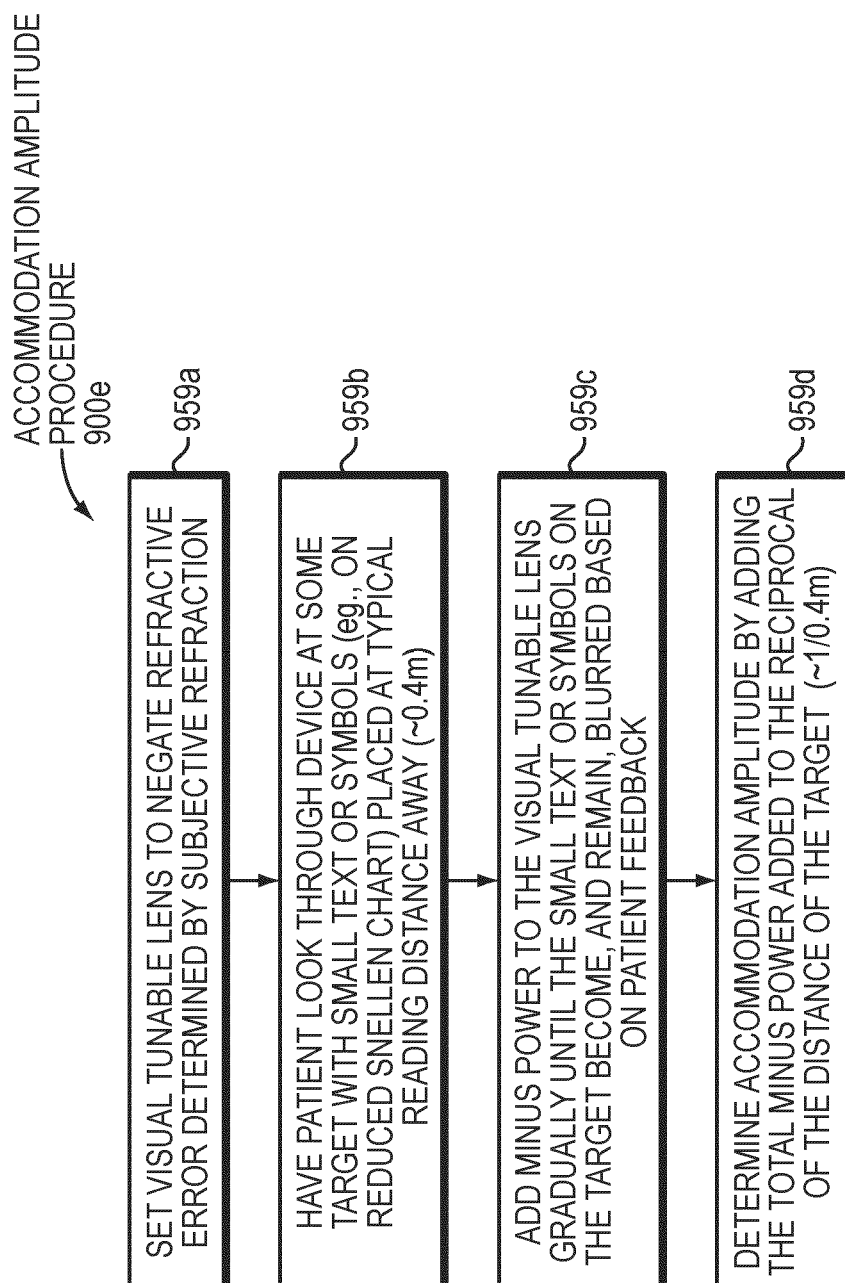 ACCOMMODATION AMPLITUDE
PROCEDURE
900e
SET VISUAL TUNABLE LENS TO NEGATE REFRACTIVE
ERROR DETERMINED BY SUBJECTIVE REFRACTION
959a
HAVE PATIENT LOOK THROUGH DEVICE AT SOME
TARGET WITH SMALL TEXT OR SYMBOLS (eg., ON
REDUCED SNELLEN CHART) PLACED AT TYPICAL
READING DISTANCE AWAY (~0.4m)
959b
ADD MINUS POWER TO THE VISUAL TUNABLE LENS
GRADUALLY UNTIL THE SMALL TEXT OR SYMBOLS ON
THE TARGET BECOME, AND REMAIN, BLURRED BASED
ON PATIENT FEEDBACK
959c
DETERMINE ACCOMMODATION AMPLITUDE BY ADDING
THE TOTAL MINUS POWER ADDED TO THE RECIPROCAL
OF THE DISTANCE OF THE TARGET (~1/0.4m)
959d